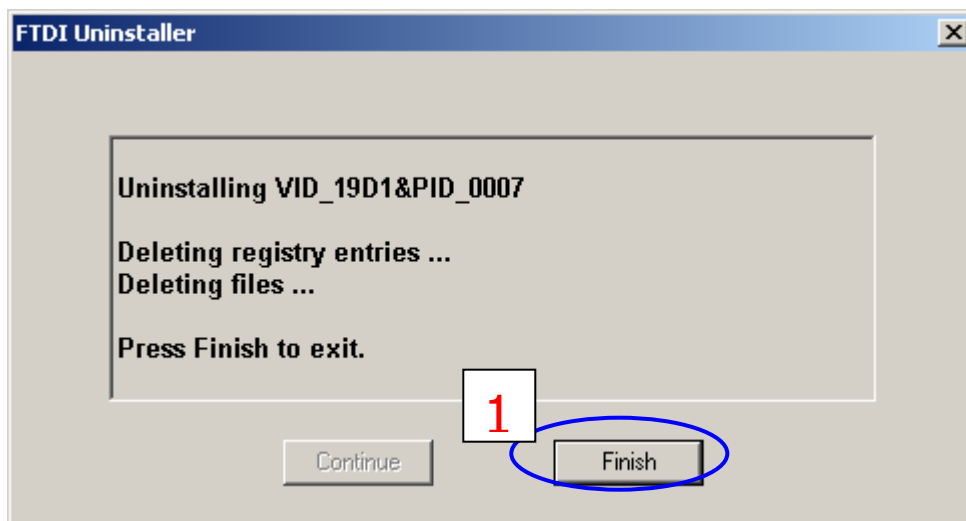 FTDI Uninstaller
Uninstalling VID_19D1&PID_0007
Deleting registry entries ...
Deleting files ...
Press Finish to exit.
1
Continue
Finish